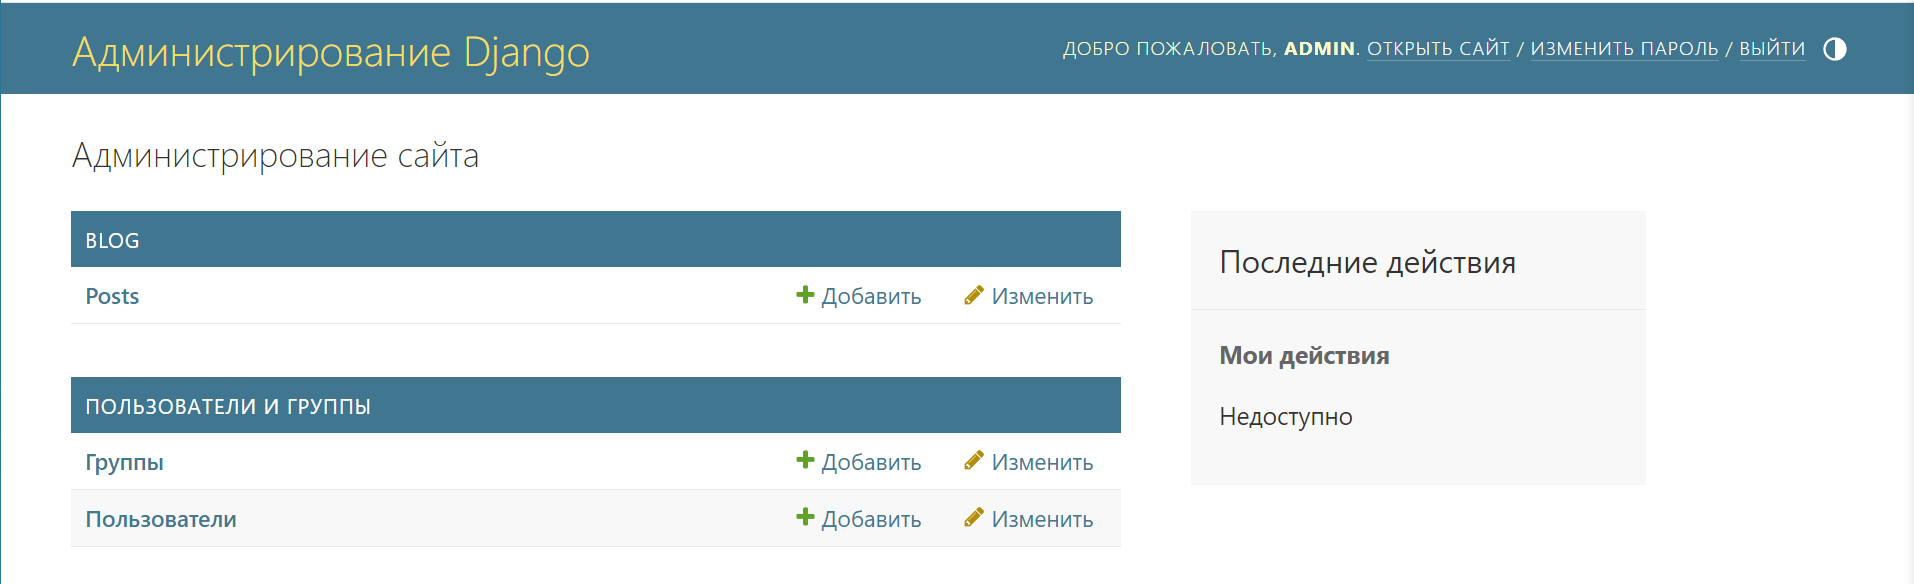 Администрирование Django
ДОБРО ПОЖАЛОВАТЬ, ADMIN. ОТКРЫТЬ САЙТ / ИЗМЕНИТЬ ПАРОЛЬ / ВЫЙТИ
Администрирование сайта
BLOG
Posts Добавить Изменить
ПОЛЬЗОВАТЕЛИ И ГРУППЫ
Группы Добавить Изменить
Пользователи Добавить Изменить
Последние действия
Мои действия
Недоступно